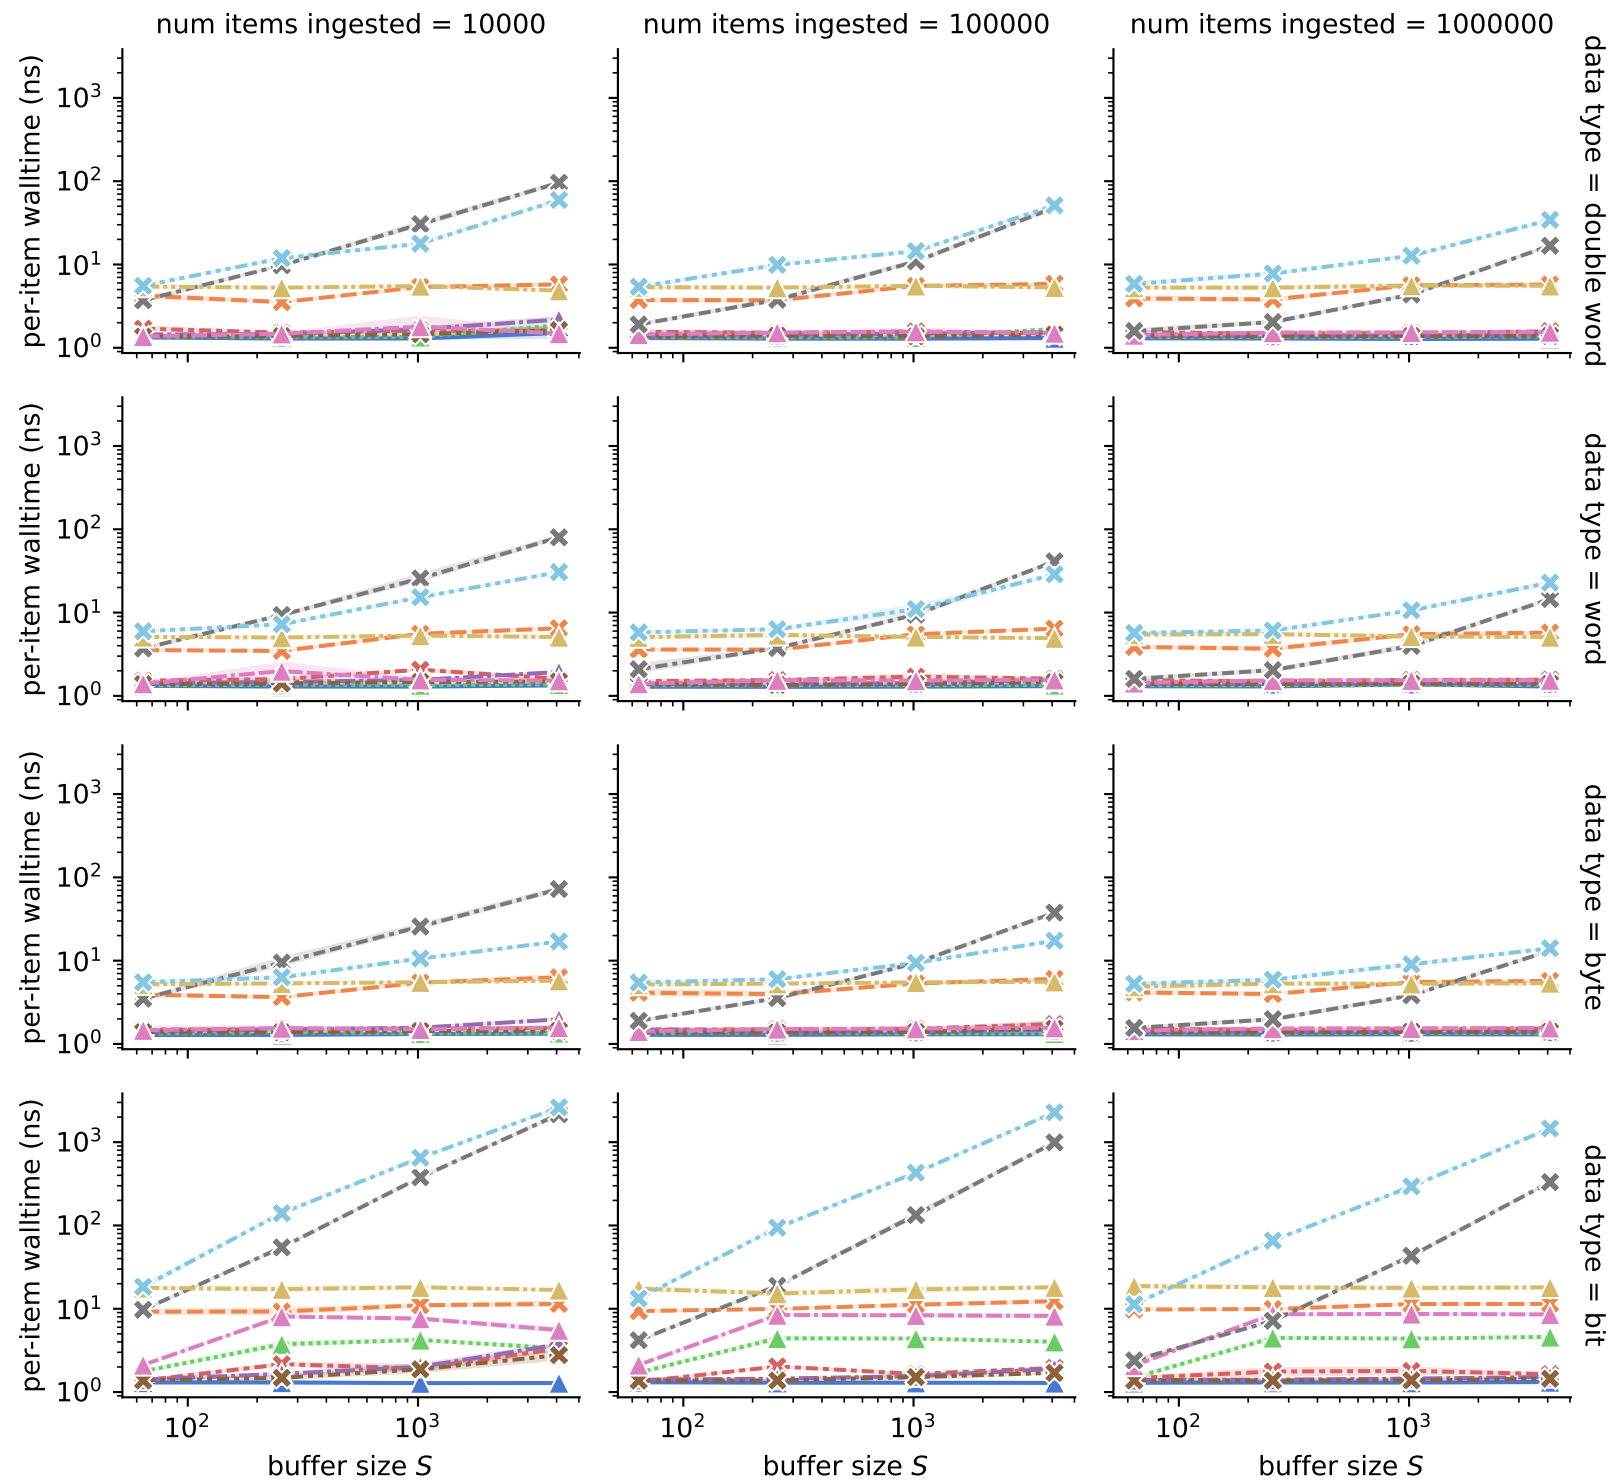 num items ingested = 10000
num items ingested = 100000
num items ingested = 1000000
per-item walltime (ns)
10³
10²
10¹
10⁰
data type = double word
per-item walltime (ns)
10³
10²
10¹
10⁰
data type = word
per-item walltime (ns)
10³
10²
10¹
10⁰
data type = byte
per-item walltime (ns)
10³
10²
10¹
10⁰
data type = bit
10² 10³
10² 10³
10² 10³
buffer size S
buffer size S
buffer size S